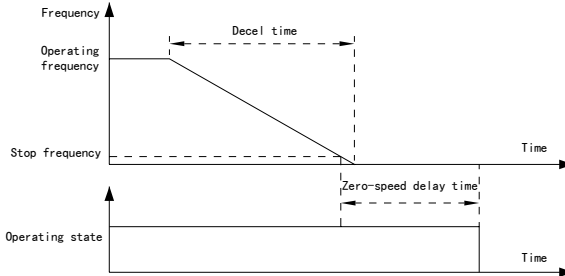 Frequency
Decel time
Operating
frequency
Stop frequency
Time
Zero-speed delay time
Operating state
Time